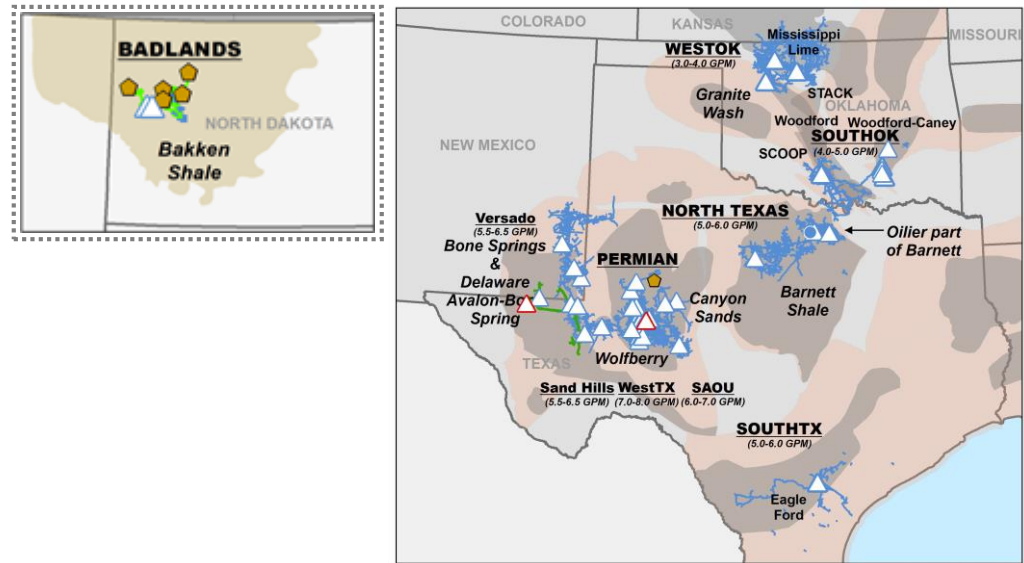 BADLANDS
NORTH DAKOTA
Bakken
Shale
COLORADO
KANSAS
MISSOURI
WESTOK
(3.0-4.0 GPM)
Mississippi
Lime
Granite
Wash
STACK
OKLAHOMA
Woodford
Woodford-Caney
SOUTHOK
(4.0-5.0 GPM)
SCOOP
NEW MEXICO
Versado
(5.5-6.5 GPM)
Bone Springs
&
Delaware
Avalon-Bo
Spring
NORTH TEXAS
(5.0-6.0 GPM)
Oilier part
of Barnett
PERMIAN
Canyon
Sands
Barnett
Shale
Wolfberry
TEXAS
Sand Hills
(5.5-6.5 GPM)
WestTX
(7.0-8.0 GPM)
SAOU
(6.0-7.0 GPM)
SOUTHTX
(5.0-6.0 GPM)
Eagle
Ford